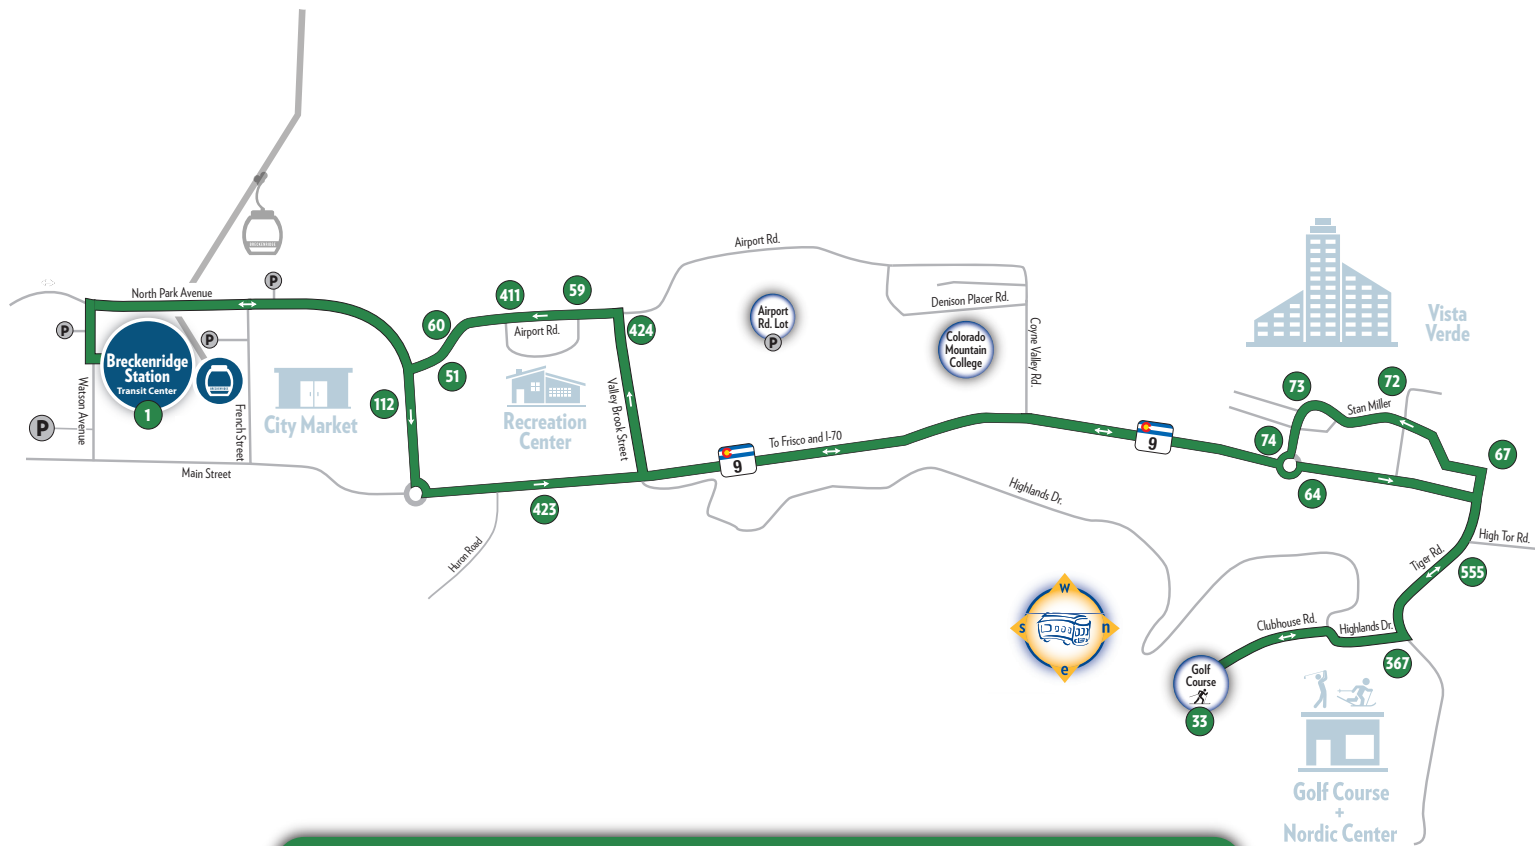 North Park Avenue
P
P
P
P
Breckenridge
Station
Transit Center
1
BRECKENRIDGE
Watson Avenue
French Street
Main Street
City Market
112
60
51
411
59
Airport Rd.
424
Recreation
Center
Valley Brook Street
423
Huron Road
Airport Rd.
Airport
Rd. Lot
P
Denison Placer Rd.
Colorado
Mountain
College
Coyne Valley Rd.
9
To Frisco and I-70
9
Highlands Dr.
Vista
Verde
73
72
Stan Miller
74
64
67
High Tor Rd.
Tiger Rd.
555
Clubhouse Rd.
Highlands Dr.
367
w
s
n
e
Golf
Course
33
Golf Course
+
Nordic Center